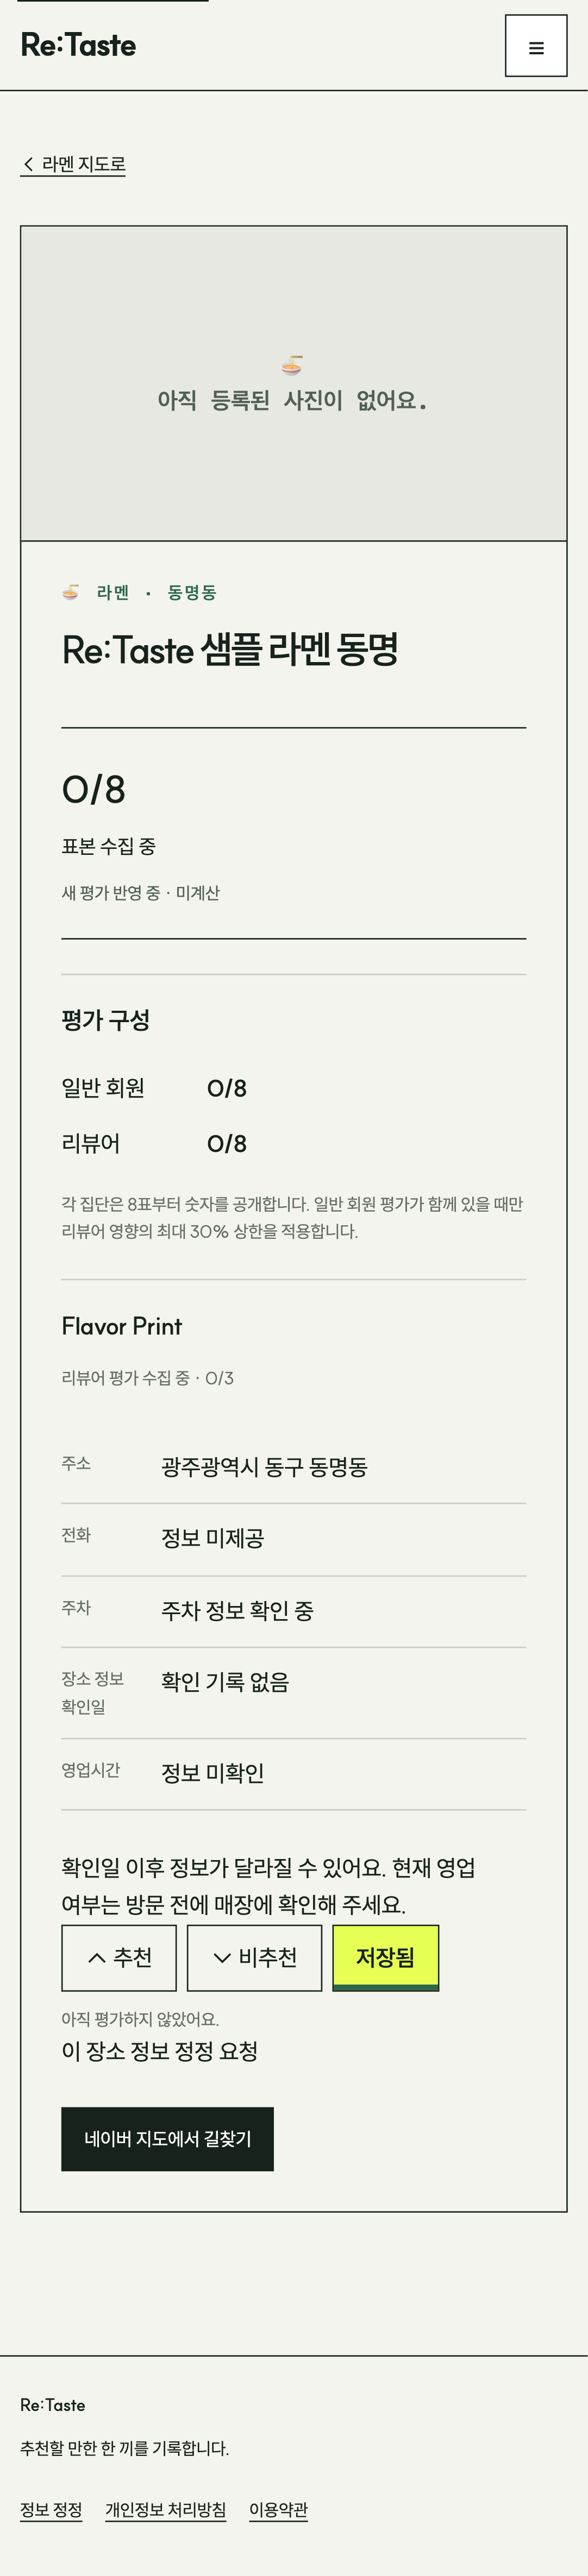 Re:Taste
라멘 지도로
아직 등록된 사진이 없어요.
라멘 · 동명동
Re:Taste 샘플 라멘 동명
0/8
표본 수집 중
새 평가 반영 중 · 미계산
평가 구성
일반 회원 0/8
리뷰어 0/8
각 집단은 8표부터 숫자를 공개합니다. 일반 회원 평가가 함께 있을 때만
리뷰어 영향의 최대 30% 상한을 적용합니다.
Flavor Print
리뷰어 평가 수집 중 · 0/3
주소 광주광역시 동구 동명동
전화 정보 미제공
주차 주차 정보 확인 중
장소 정보 확인 기록 없음
확인일
영업시간 정보 미확인
확인일 이후 정보가 달라질 수 있어요. 현재 영업
여부는 방문 전에 매장에 확인해 주세요.
추천 비추천 저장됨
아직 평가하지 않았어요.
이 장소 정보 정정 요청
네이버 지도에서 길찾기
Re:Taste
추천할 만한 한 끼를 기록합니다.
정보 정정 개인정보 처리방침 이용약관